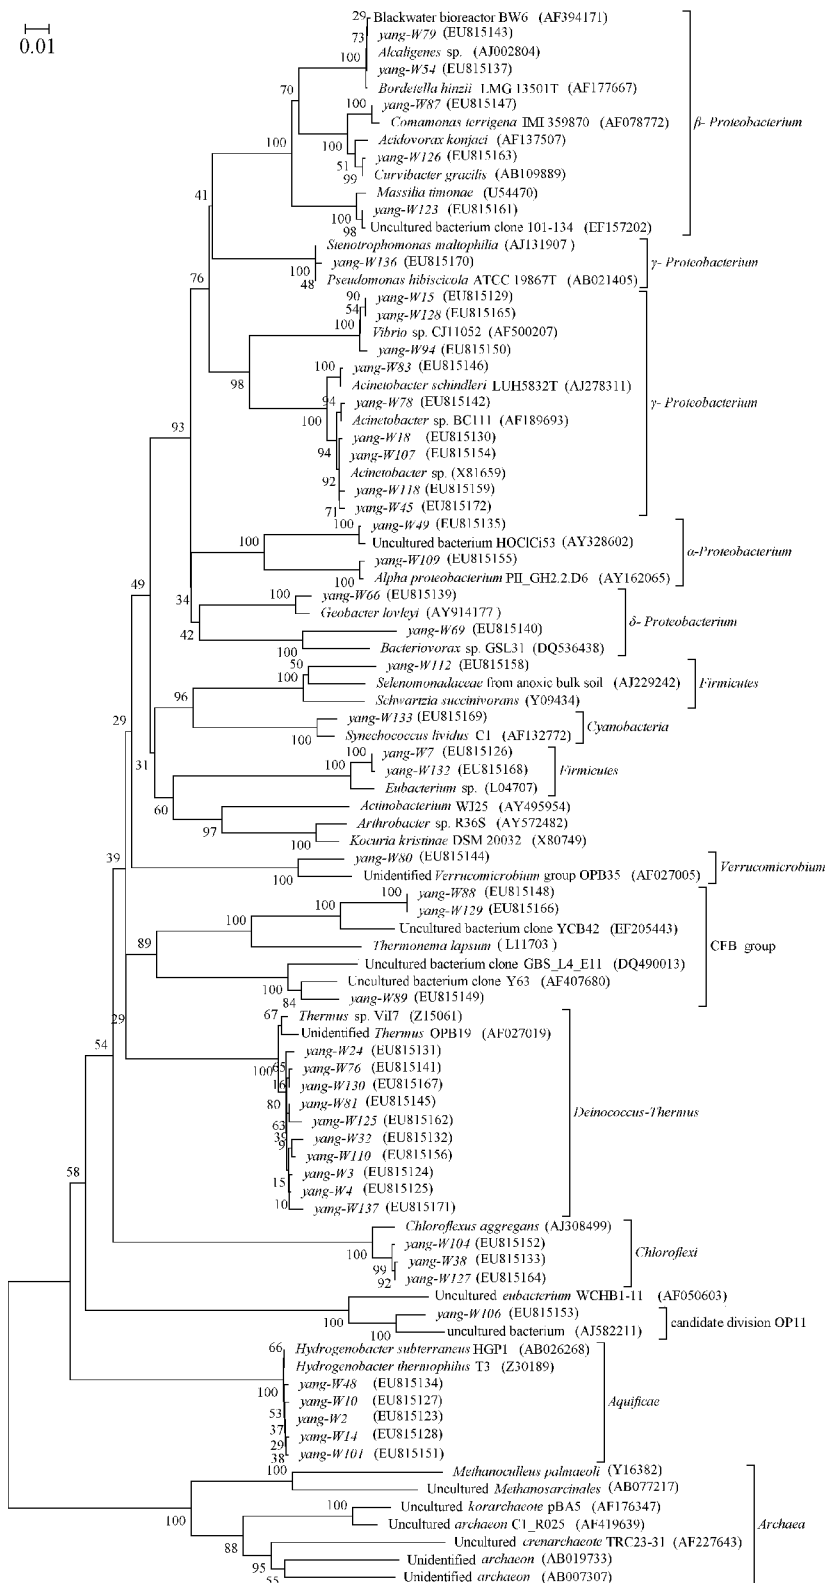 0.01
29
Blackwater bioreactor BW6 (AF394171)
73
yang-W79 (EU815143)
100
Alcaligenes sp. (AJ002804)
yang-W54 (EU815137)
Bordetella hinzii LMG 13501T (AF177667)
70
100
yang-W87 (EU815147)
Comamonas terrigena IMI 359870 (AF078772)
β- Proteobacterium
100
100
Acidovorax konjaci (AF137507)
51
yang-W126 (EU815163)
99
Curvibacter gracilis (AB109889)
41
Massilia timonae (U54470)
100
yang-W123 (EU815161)
98
Uncultured bacterium clone 101-134 (EF157202)
Stenotrophomonas maltophilia (AJ131907)
100
yang-W136 (EU815170)
γ- Proteobacterium
76
48
Pseudomonas hibiscicola ATCC 19867T (AB021405)
90
yang-W15 (EU815129)
54
yang-W128 (EU815165)
100
Vibrio sp. CJ11052 (AF500207)
yang-W94 (EU815150)
98
100
yang-W83 (EU815146)
Acinetobacter schindleri LUH5832T (AJ278311)
94
yang-W78 (EU815142)
γ- Proteobacterium
100
Acinetobacter sp. BC111 (AF189693)
93
yang-W18 (EU815130)
94
yang-W107 (EU815154)
Acinetobacter sp. (X81659)
92
yang-W118 (EU815159)
71
yang-W45 (EU815172)
100
yang-W49 (EU815135)
100
Uncultured bacterium HOClCi53 (AY328602)
α-Proteobacterium
yang-W109 (EU815155)
100
Alpha proteobacterium PII_GH2.2.D6 (AY162065)
49
34
100
yang-W66 (EU815139)
Geobacter lovleyi (AY914177)
δ- Proteobacterium
42
yang-W69 (EU815140)
100
Bacteriovorax sp. GSL31 (DQ536438)
50
yang-W112 (EU815158)
100
Selenomonadaceae from anoxic bulk soil (AJ229242)
Firmicutes
96
Schwartzia succinivorans (Y09434)
29
yang-W133 (EU815169)
Cyanobacteria
100
Synechococcus lividus C1 (AF132772)
31
100
yang-W7 (EU815126)
100
yang-W132 (EU815168)
Firmicutes
Eubacterium sp. (L04707)
60
Actinobacterium WJ25 (AY495954)
97
Arthrobacter sp. R36S (AY572482)
100
Kocuria kristinae DSM 20032 (X80749)
39
yang-W80 (EU815144)
Verrucomicrobium
100
Unidentified Verrucomicrobium group OPB35 (AF027005)
100
yang-W88 (EU815148)
100
yang-W129 (EU815166)
100
Uncultured bacterium clone YCB42 (EF205443)
89
Thermonema lapsum (L11703)
CFB group
Uncultured bacterium clone GBS_L4_E11 (DQ490013)
100
Uncultured bacterium clone Y63 (AF407680)
84
yang-W89 (EU815149)
29
67
Thermus sp. ViI7 (Z15061)
Unidentified Thermus OPB19 (AF027019)
54
yang-W24 (EU815131)
100
65
yang-W76 (EU815141)
16
yang-W130 (EU815167)
80
yang-W81 (EU815145)
Deinococcus-Thermus
63
yang-W125 (EU815162)
39
yang-W32 (EU815132)
9
yang-W110 (EU815156)
58
15
yang-W3 (EU815124)
yang-W4 (EU815125)
10
yang-W137 (EU815171)
Chloroflexus aggregans (AJ308499)
100
yang-W104 (EU815152)
Chloroflexi
99
yang-W38 (EU815133)
92
yang-W127 (EU815164)
Uncultured eubacterium WCHB1-11 (AF050603)
100
yang-W106 (EU815153)
candidate division OP11
100
uncultured bacterium (AJ582211)
66
Hydrogenobacter subterraneus HGP1 (AB026268)
Hydrogenobacter thermophilus T3 (Z30189)
100
yang-W48 (EU815134)
yang-W10 (EU815127)
Aquificae
53
yang-W2 (EU815123)
37
yang-W14 (EU815128)
29
38
yang-W101 (EU815151)
100
Methanoculleus palmaeoli (Y16382)
Uncultured Methanosarcinales (AB077217)
100
100
Uncultured korarchaeote pBA5 (AF176347)
Uncultured archaeon C1_R025 (AF419639)
Archaea
88
Uncultured crenarchaeote TRC23-31 (AF227643)
95
Unidentified archaeon (AB019733)
55
Unidentified archaeon (AB007307)